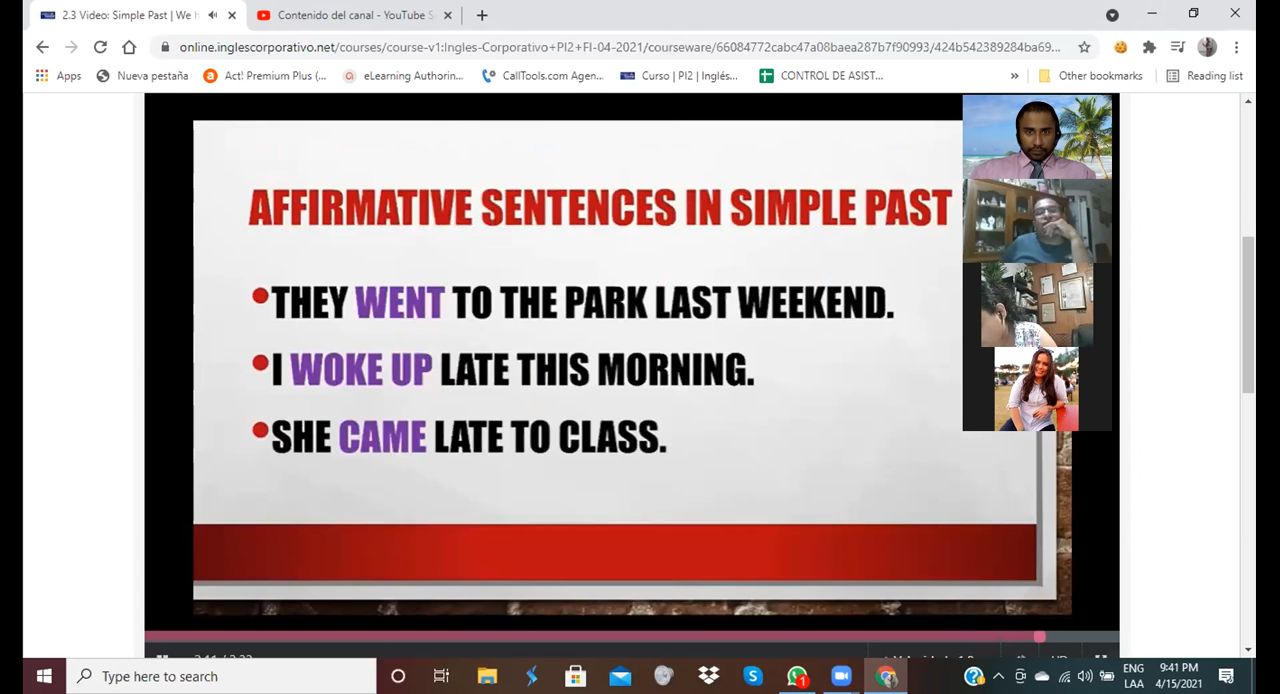 2.3 Video: Simple Past | We h
Contenido del canal - YouTube S
online.inglescorporativo.net/courses/course-v1:Ingles-Corporativo+PI2+FI-04-2021/courseware/66084772cabc47a08baea287b7f90993/424b542389284ba69...
Apps
Nueva pestaña
Act! Premium Plus (...
eLearning Authorin...
CallTools.com Agen...
Curso | PI2 | Inglés...
CONTROL DE ASIST...
»
Other bookmarks
Reading list
AFFIRMATIVE SENTENCES IN SIMPLE PAST
•THEY WENT TO THE PARK LAST WEEKEND.
•I WOKE UP LATE THIS MORNING.
•SHE CAME LATE TO CLASS.
Type here to search
1
ENG
LAA
9:41 PM
4/15/2021